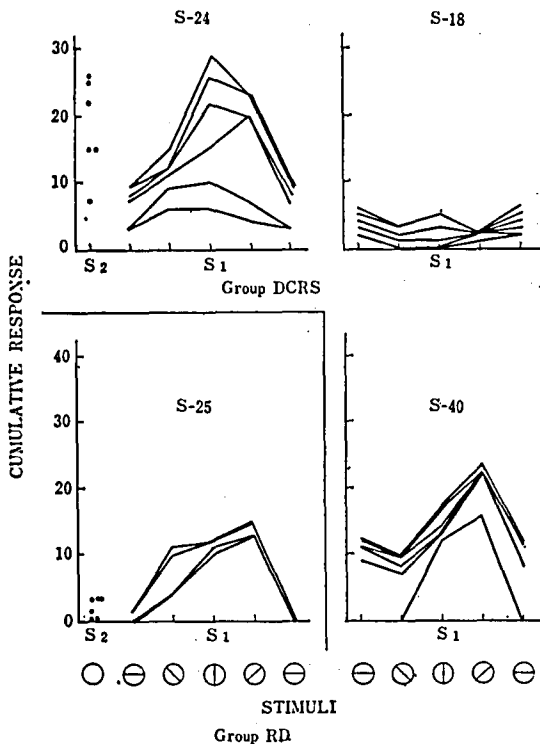 S-24 S-18
30
20
10
0
S2 S1 S1
Group DCRS
CUMULATIVE RESPONSE
40
S-25 S-40
30
20
10
0
S2 S1 S1
STIMULI
Group RD